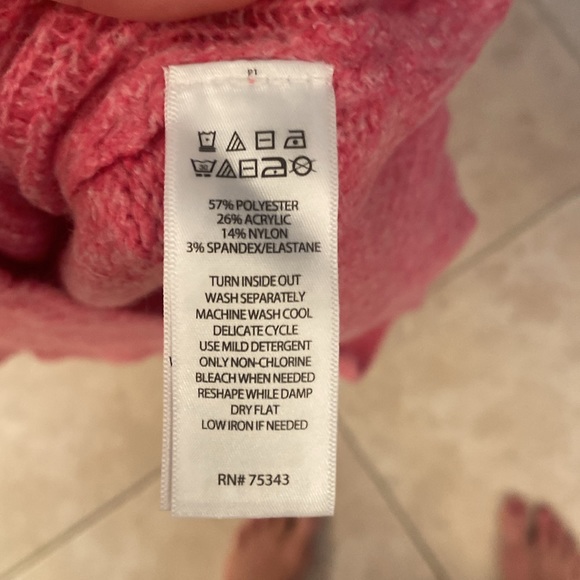 57% POLYESTER
26% ACRYLIC
14% NYLON
3% SPANDEX/ELASTANE
TURN INSIDE OUT
WASH SEPARATELY
MACHINE WASH COOL
DELICATE CYCLE
USE MILD DETERGENT
ONLY NON-CHLORINE
BLEACH WHEN NEEDED
RESHAPE WHILE DAMP
DRY FLAT
LOW IRON IF NEEDED
RN# 75343